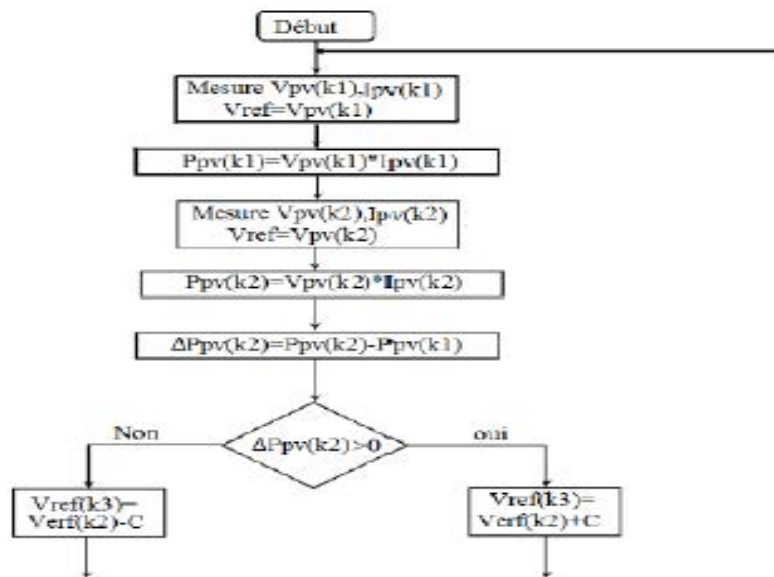 Début
Mesure Vpv(k1),Ipv(k1)
Vref=Vpv(k1)
Ppv(k1)=Vpv(k1)*Ipv(k1)
Mesure Vpv(k2),Ipv(k2)
Vref=Vpv(k2)
Ppv(k2)=Vpv(k2)*Ipv(k2)
ΔPpv(k2)=Ppv(k2)-Ppv(k1)
Non
ΔPpv(k2)>0
oui
Vref(k3)=
Verf(k2)-C
Vref(k3)=
Verf(k2)+C